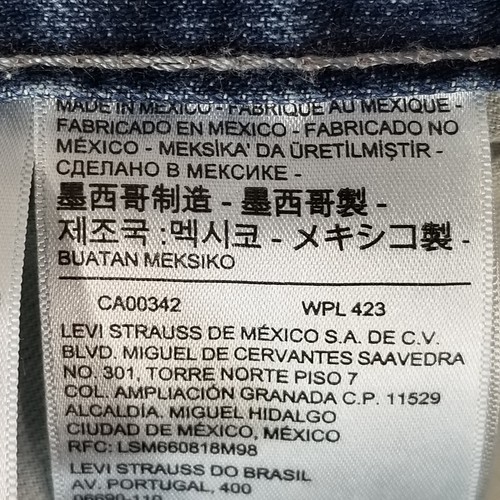 MADE IN MEXICO - FABRIQUÉ AU MEXIQUE -
FABRICADO EN MEXICO - FABRICADO NO
MÉXICO - MEKSİKA' DA ÜRETİLMİŞTİR -
СДЕЛАНО В МЕКСИКЕ -
墨西哥制造 - 墨西哥製 -
제조국 :멕시코 - メキシコ製 -
BUATAN MEKSIKO
CA00342 WPL 423
LEVI STRAUSS DE MÉXICO S.A. DE C.V.
BLVD. MIGUEL DE CERVANTES SAAVEDRA
NO. 301, TORRE NORTE PISO 7
COL. AMPLIACIÓN GRANADA C.P. 11529
ALCALDÍA. MIGUEL HIDALGO
CIUDAD DE MÉXICO, MÉXICO
RFC: LSM660818M98
LEVI STRAUSS DO BRASIL
AV. PORTUGAL, 400
06690-110